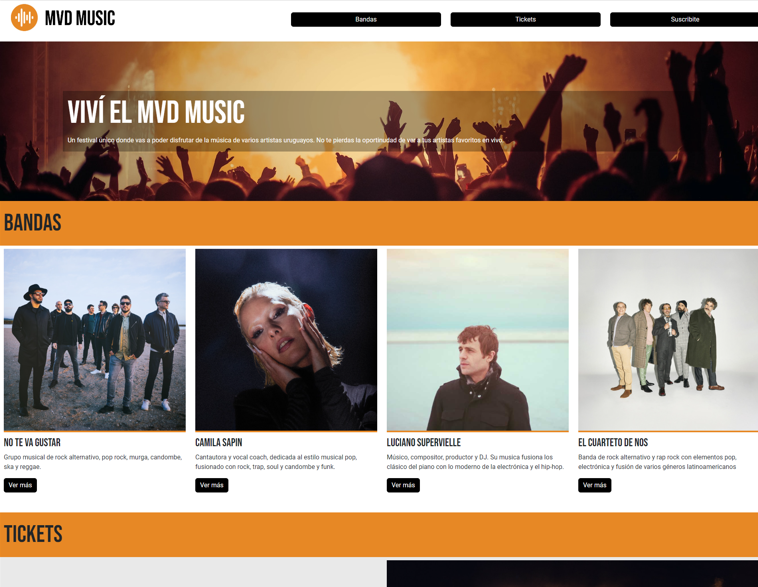 MVD MUSIC
Bandas
Tickets
Suscribite
VIVÍ EL MVD MUSIC
Un festival único donde vas a poder disfrutar de la música de varios artistas uruguayos. No te pierdas la oportinudad de ver a tus artistas favoritos en vivo.
BANDAS
NO TE VA GUSTAR
Grupo musical de rock alternativo, pop rock, murga, candombe,
ska y reggae.
Ver más
CAMILA SAPIN
Cantautora y vocal coach, dedicada al estilo musical pop,
fusionado con rock, trap, soul y candombe y funk.
Ver más
LUCIANO SUPERVIELLE
Músico, compositor, productor y DJ. Su musica fusiona los
clásico del piano con lo moderno de la electrónica y el hip-hop.
Ver más
EL CUARTETO DE NOS
Banda de rock alternativo y rap rock con elementos pop,
electrónica y fusión de varios géneros latinoamericanos
Ver más
TICKETS